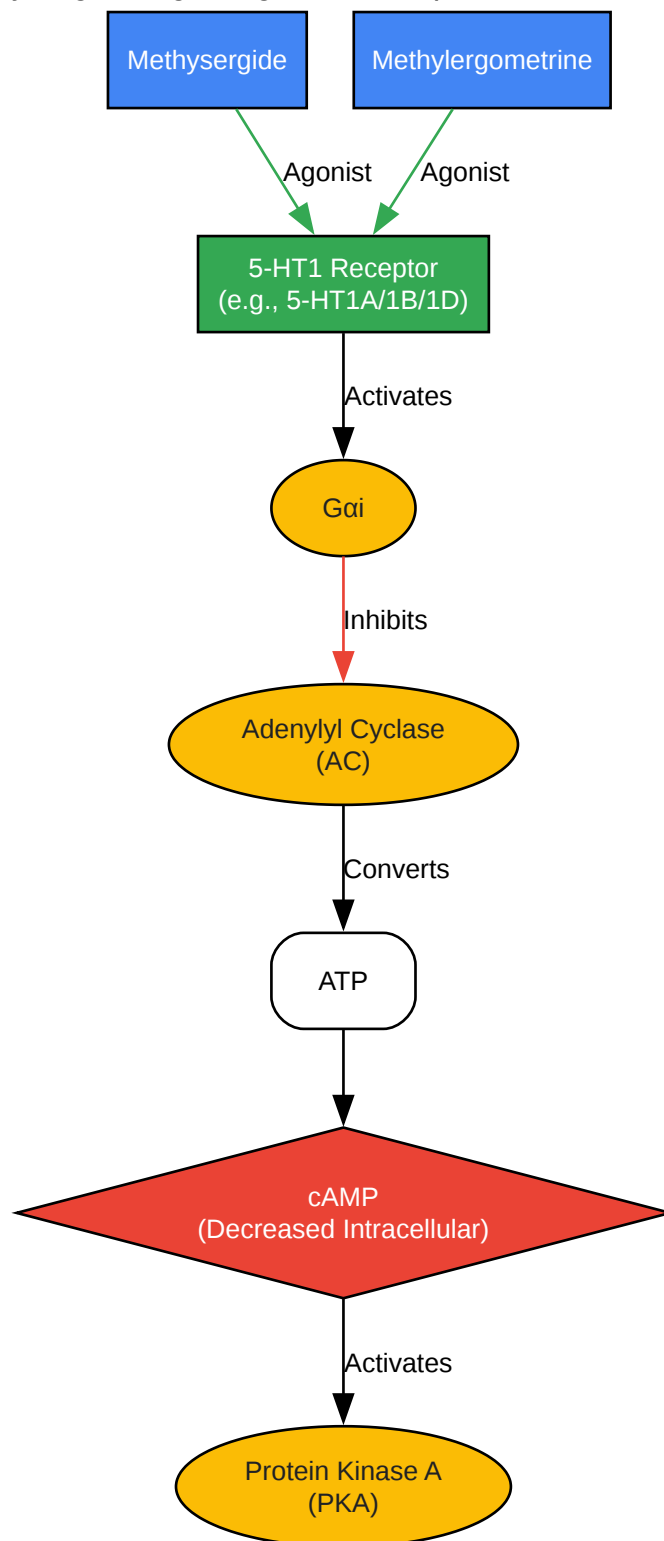 Methysergide
Methylergometrine
Agonist
Agonist
5-HT1 Receptor
(e.g., 5-HT1A/1B/1D)
Activates
Gαi
Inhibits
Adenylyl Cyclase
(AC)
Converts
ATP
cAMP
(Decreased Intracellular)
Activates
Protein Kinase A
(PKA)